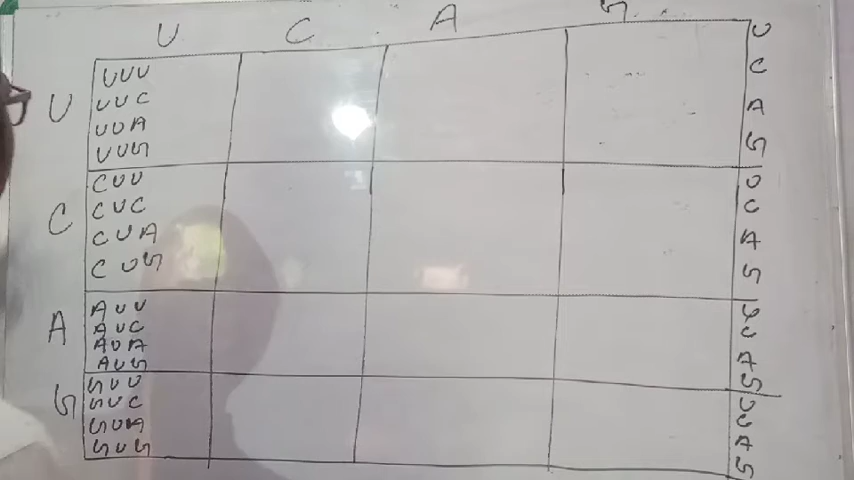 U C A G
U
UUU U
UUC C
UUA A
UUG G
C
CUU U
CUC C
CUA A
CUG G
A
AUU U
AUC C
AUA A
AUG G
G
GUU U
GUC C
GUA A
GUG G